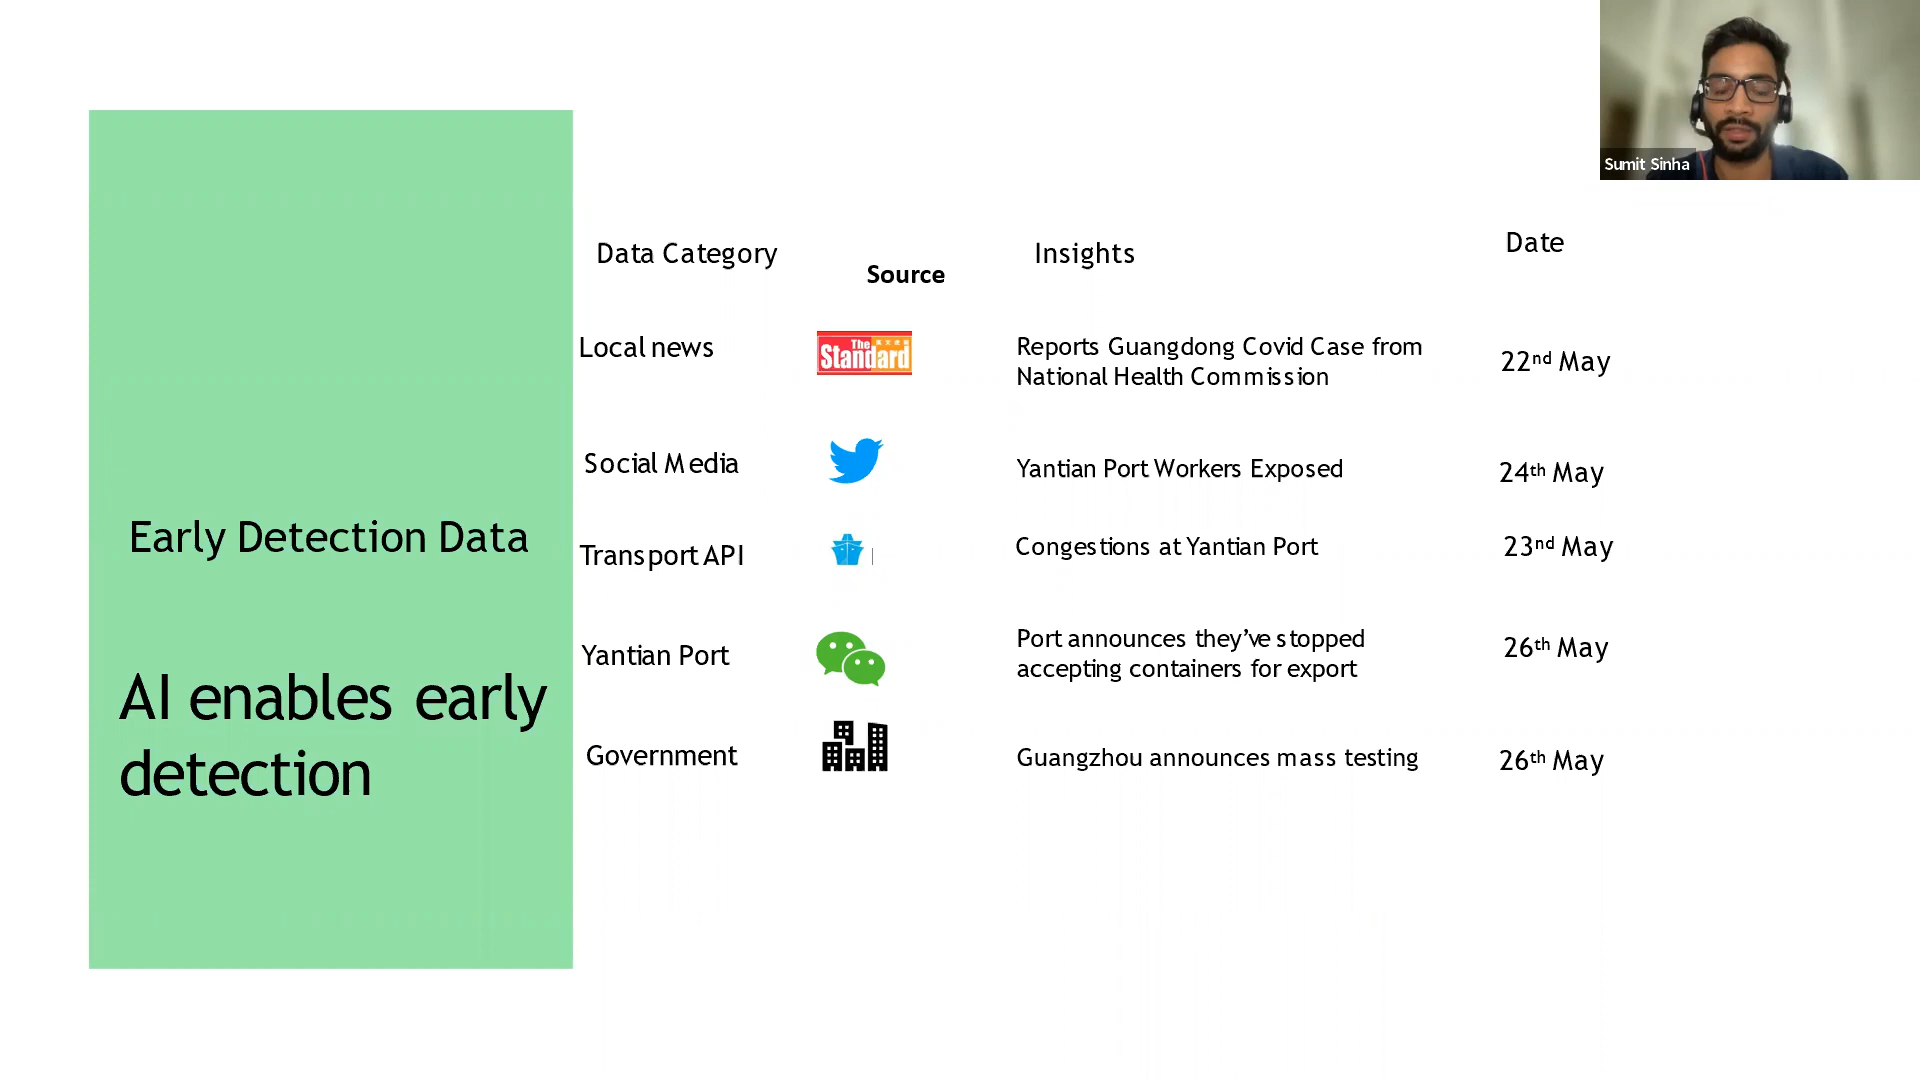 Sumit Sinha
Early Detection Data
AI enables early
detection
Data Category
Source
Insights
Date
Local news
The
Standard
Reports Guangdong Covid Case from
National Health Commission
22nd May
Social Media
Yantian Port Workers Exposed
24th May
Transport API
Congestions at Yantian Port
23nd May
Yantian Port
Port announces they’ve stopped
accepting containers for export
26th May
Government
Guangzhou announces mass testing
26th May